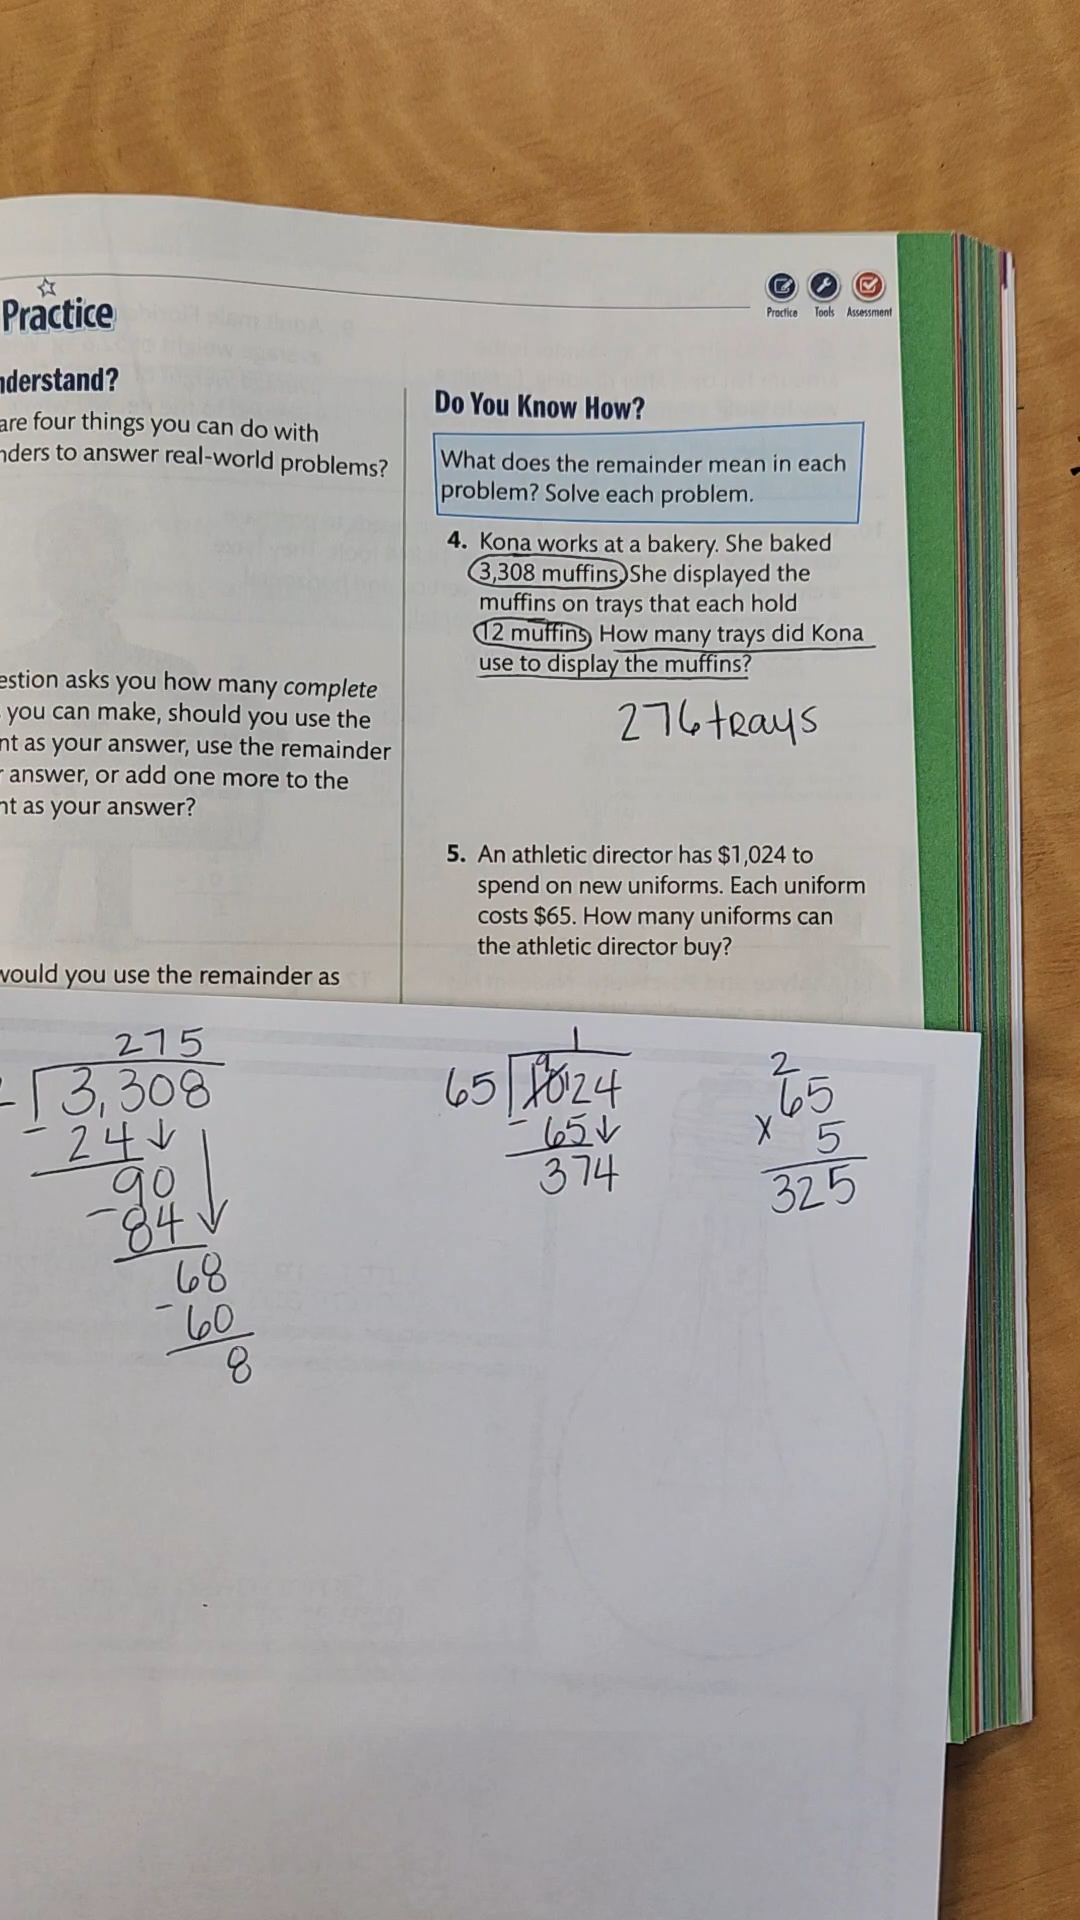 Practice
Practice Tools Assessment
nderstand?
are four things you can do with
nders to answer real-world problems?
estion asks you how many complete
you can make, should you use the
nt as your answer, use the remainder
r answer, or add one more to the
nt as your answer?
would you use the remainder as
Do You Know How?
What does the remainder mean in each
problem? Solve each problem.
4. Kona works at a bakery. She baked
3,308 muffins. She displayed the
muffins on trays that each hold
12 muffins. How many trays did Kona
use to display the muffins?
276 trays
5. An athletic director has $1,024 to
spend on new uniforms. Each uniform
costs $65. How many uniforms can
the athletic director buy?
275
3,308
- 24
90
- 84
68
- 60
8
1
9
65 1024
- 65
374
2
65
x 5
325